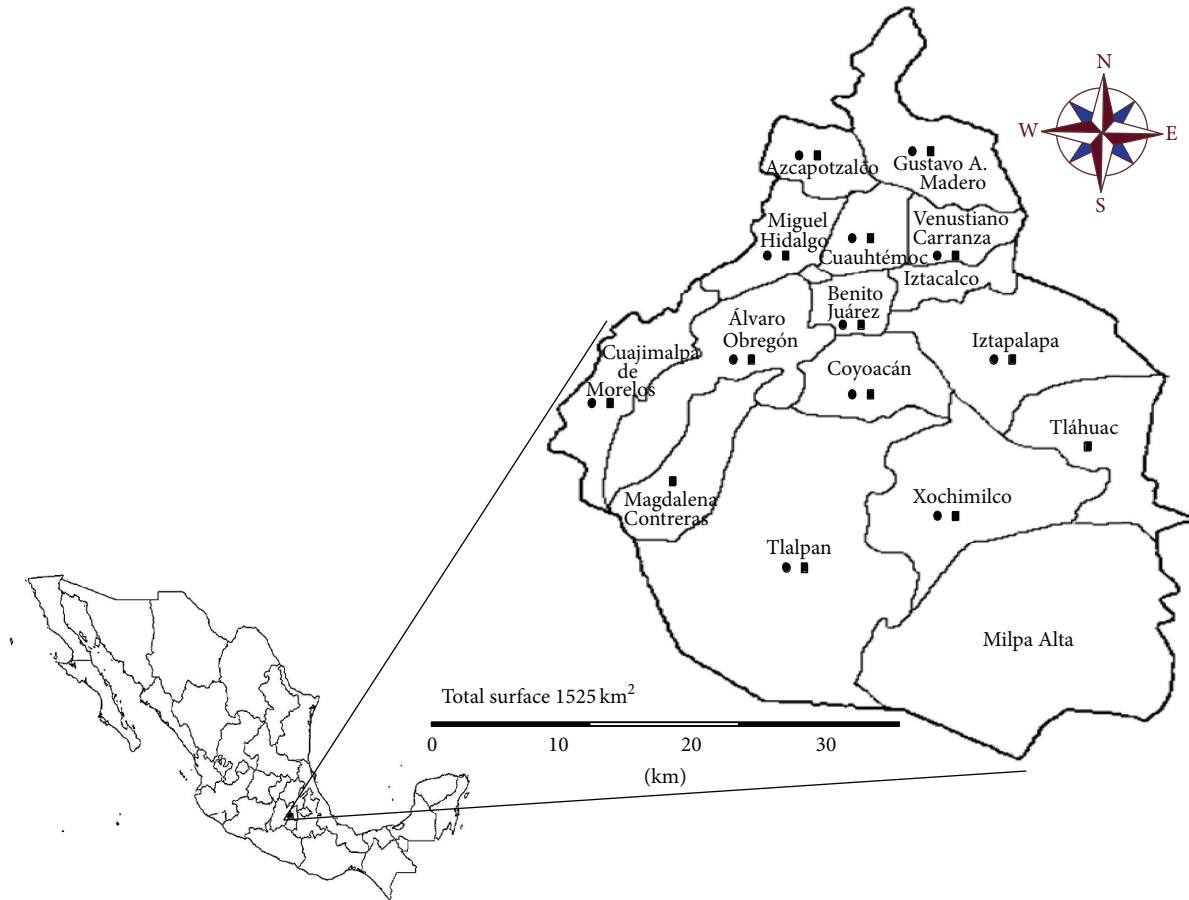 N
W
E
S
Azcapotzalco
Gustavo A.
Madero
Miguel
Hidalgo
Cuauhtémoc
Venustiano
Carranza
Iztacalco
Benito
Juárez
Álvaro
Obregón
Cuajimalpa
de
Morelos
Iztapalapa
Coyoacán
Tláhuac
Magdalena
Contreras
Xochimilco
Tlalpan
Milpa Alta
Total surface 1525 km²
0 10 20 30
(km)